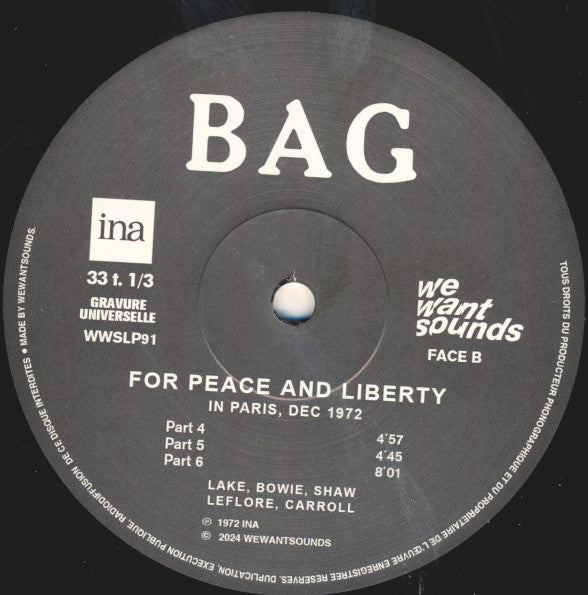 BAG
ina
33 t. 1/3
GRAVURE
UNIVERSELLE
WWSLP91
we
want
sounds
FACE B
FOR PEACE AND LIBERTY
IN PARIS, DEC 1972
Part 4 4´57
Part 5 4´45
Part 6 8´01
LAKE, BOWIE, SHAW
LEFLORE, CARROLL
℗ 1972 INA
© 2024 WEWANTSOUNDS
TOUS DROITS DU PRODUCTEUR PHONOGRAPHIQUE ET DU PROPRIETAIRE DE L'ŒUVRE ENREGISTREE RESERVES. DUPLICATION, EXECUTION PUBLIQUE, RADIODIFFUSION DE CE DISQUE INTERDITES • MADE BY WEWANTSOUNDS.